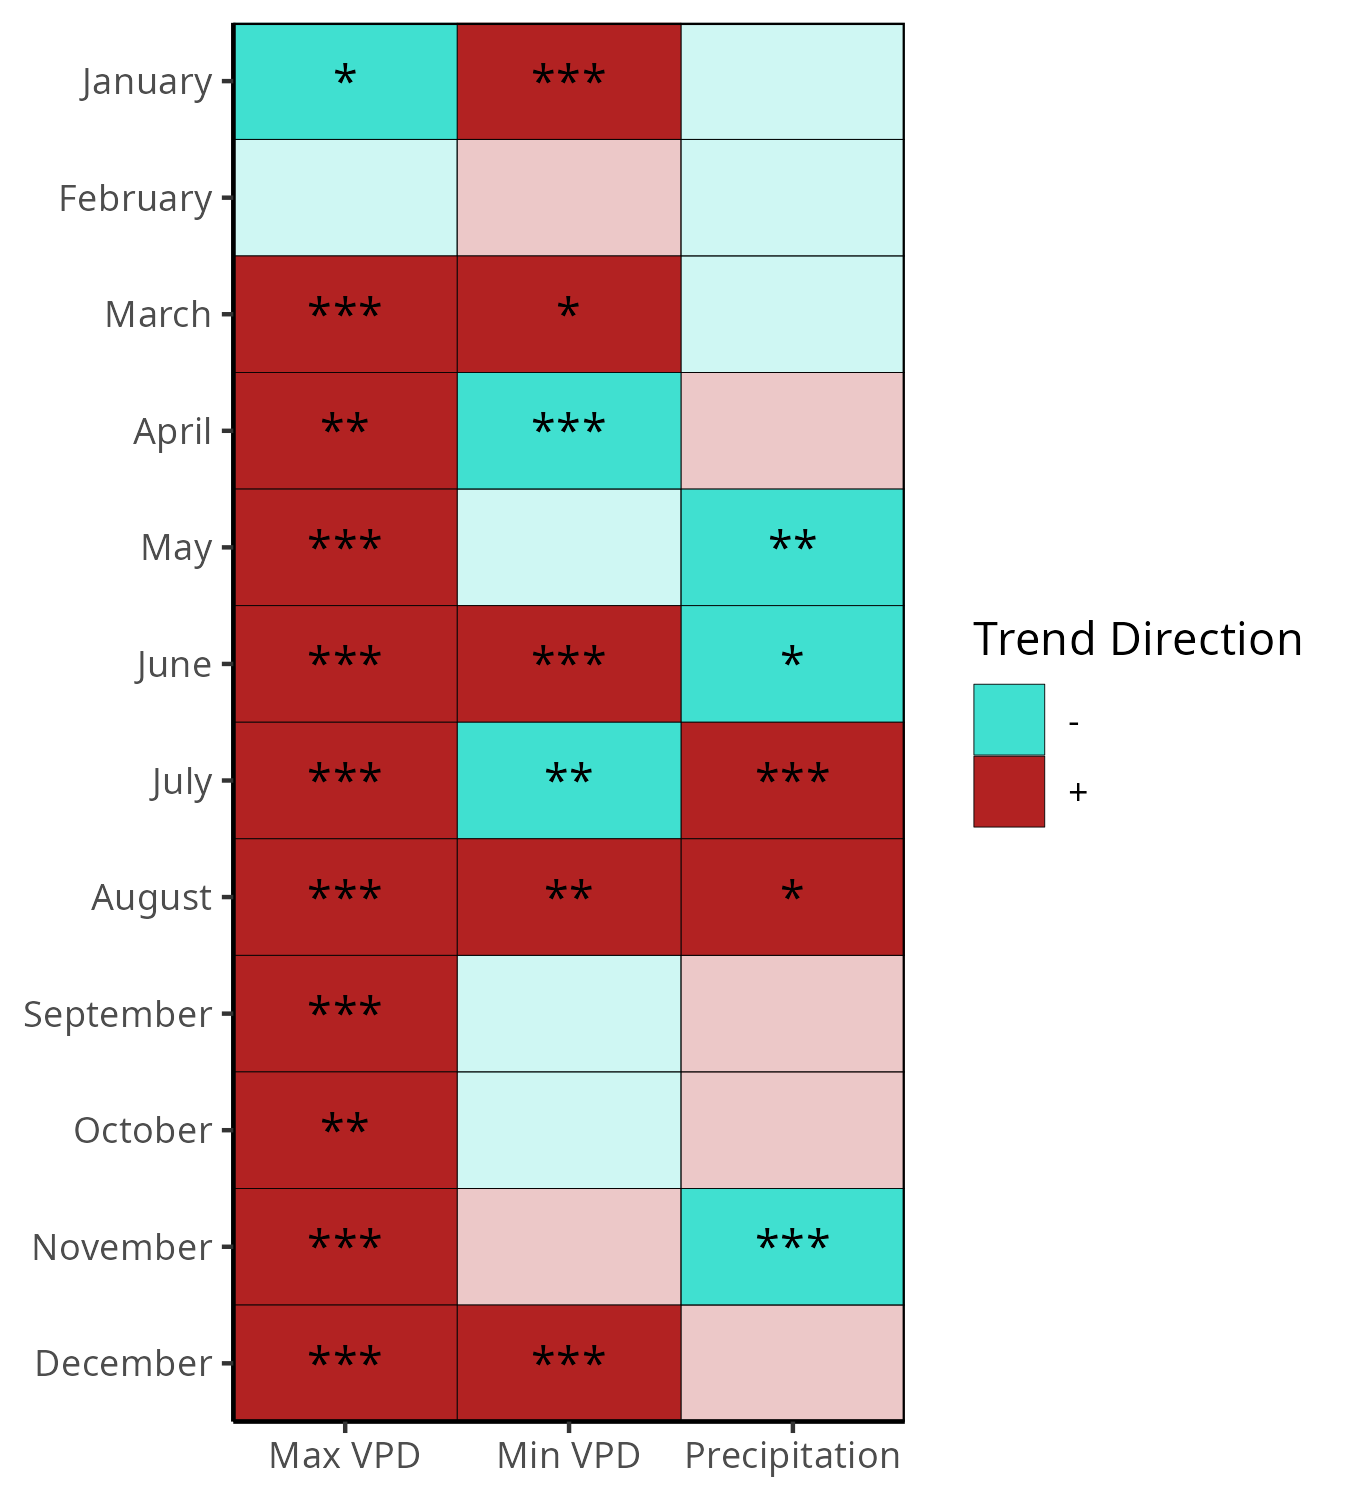 January * ***
February
March *** *
April ** ***
May *** **
June *** *** *
July *** ** ***
August *** ** *
September ***
October **
November *** ***
December *** ***
Max VPD Min VPD Precipitation
Trend Direction
-
+